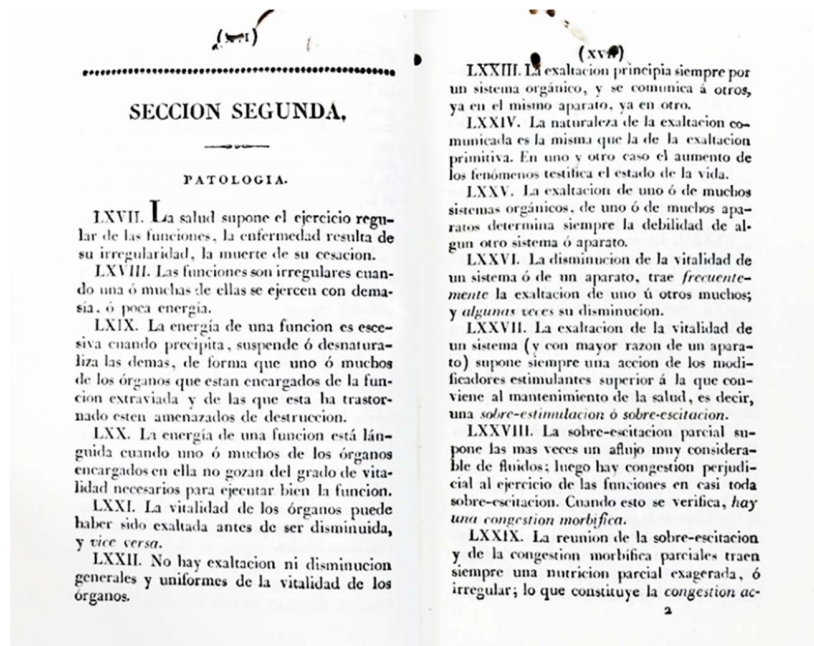 SECCION SEGUNDA.
PATOLOGIA.
LXVII. La salud supone el ejercicio regu-
lar de las funciones, la enfermedad resulta de
su irregularidad, la muerte de su cesacion.
LXVIII. Las funciones son irregulares cuan-
do una ó muchas de ellas se ejercen con dema-
sía, ó poca energía.
LXIX. La energía de una funcion es esce-
siva cuando precipita, suspende ó desnatura-
liza las demas, de forma que uno ó muchos
de los órganos que estan encargados de la fun-
cion extraviada y de las que esta ha trastor-
nado esten amenazados de destruccion.
LXX. La energía de una funcion está lán-
guida cuando uno ó muchos de los órganos
encargados en ella no gozan del grado de vita-
lidad necesarios para ejecutar bien la funcion.
LXXI. La vitalidad de los órganos puede
haber sido exaltada antes de ser disminuida,
y vice versa.
LXXII. No hay exaltacion ni disminucion
generales y uniformes de la vitalidad de los
órganos.
LXXIII. La exaltacion principia siempre por
un sistema orgánico, y se comunica á otros,
ya en el mismo aparato, ya en otro.
LXXIV. La naturaleza de la exaltacion co-
municada es la misma que la de la exaltacion
primitiva. En uno y otro caso el aumento de
los fenómenos testifica el estado de la vida.
LXXV. La exaltacion de uno ó de muchos
sistemas orgánicos, de uno ó de muchos apa-
ratos determina siempre la debilidad de al-
gun otro sistema ó aparato.
LXXVI. La disminucion de la vitalidad de
un sistema ó de un aparato, trae frecuente-
mente la exaltacion de uno ú otros muchos;
y algunas veces su disminucion.
LXXVII. La exaltacion de la vitalidad de
un sistema (y con mayor razon de un apara-
to) supone siempre una accion de los modi-
ficadores estimulantes superior á la que con-
viene al mantenimiento de la salud, es decir,
una sobre-estimulacion ó sobre-escitacion.
LXXVIII. La sobre-escitacion parcial su-
pone las mas veces un aflujo muy considera-
ble de fluidos; luego hay congestion perjudi-
cial al ejercicio de las funciones en casi toda
sobre-escitacion. Cuando esto se verifica, hay
una congestion morbifica.
LXXIX. La reunion de la sobre-escitacion
y de la congestion morbifica parciales traen
siempre una nutricion parcial exagerada, ó
irregular; lo que constituye la congestion ac-
2